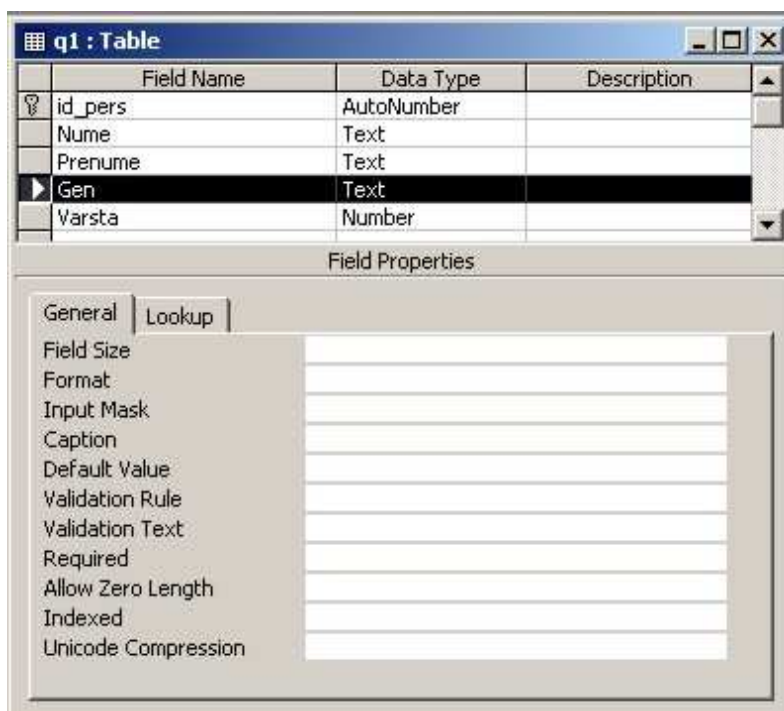 q1 : Table
Field Name Data Type Description
id_pers AutoNumber
Nume Text
Prenume Text
Gen Text
Varsta Number
Field Properties
General Lookup
Field Size
Format
Input Mask
Caption
Default Value
Validation Rule
Validation Text
Required
Allow Zero Length
Indexed
Unicode Compression